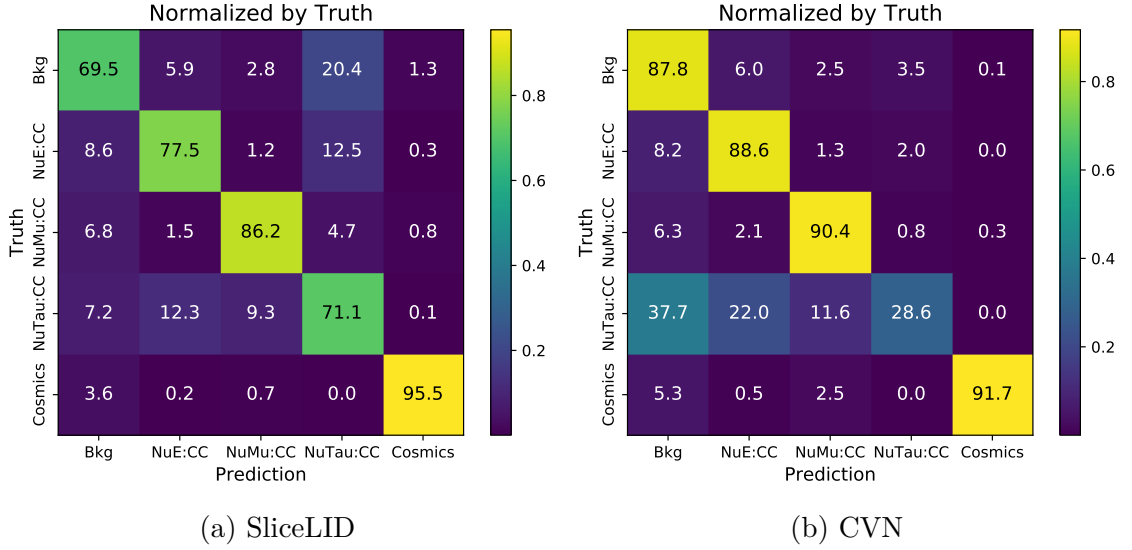 Normalized by Truth
Truth
Bkg 69.5 5.9 2.8 20.4 1.3
NuE:CC 8.6 77.5 1.2 12.5 0.3
NuMu:CC 6.8 1.5 86.2 4.7 0.8
NuTau:CC 7.2 12.3 9.3 71.1 0.1
Cosmics 3.6 0.2 0.7 0.0 95.5
Bkg NuE:CC NuMu:CC NuTau:CC Cosmics
Prediction
0.8
0.6
0.4
0.2
(a) SliceLID
Normalized by Truth
Truth
Bkg 87.8 6.0 2.5 3.5 0.1
NuE:CC 8.2 88.6 1.3 2.0 0.0
NuMu:CC 6.3 2.1 90.4 0.8 0.3
NuTau:CC 37.7 22.0 11.6 28.6 0.0
Cosmics 5.3 0.5 2.5 0.0 91.7
Bkg NuE:CC NuMu:CC NuTau:CC Cosmics
Prediction
0.8
0.6
0.4
0.2
(b) CVN